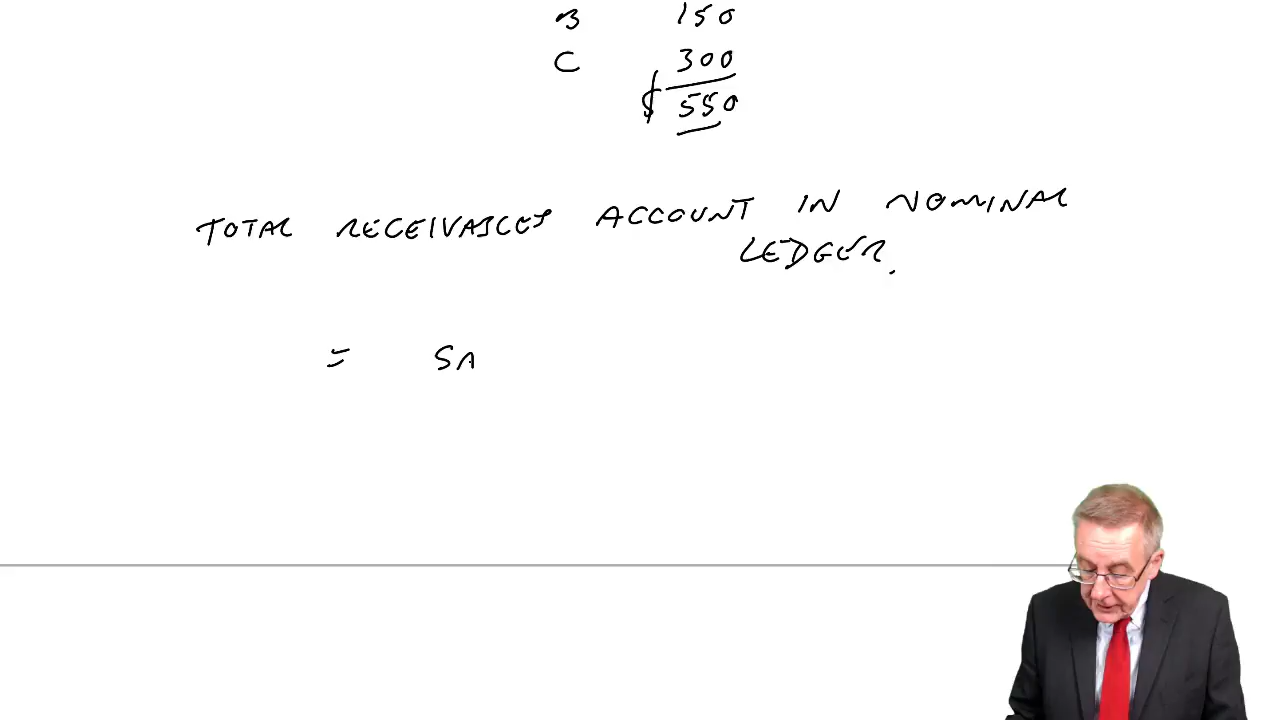 B 150
C 300
$ 550
TOTAL RECEIVABLES ACCOUNT IN NOMINAL
LEDGER.
= SA